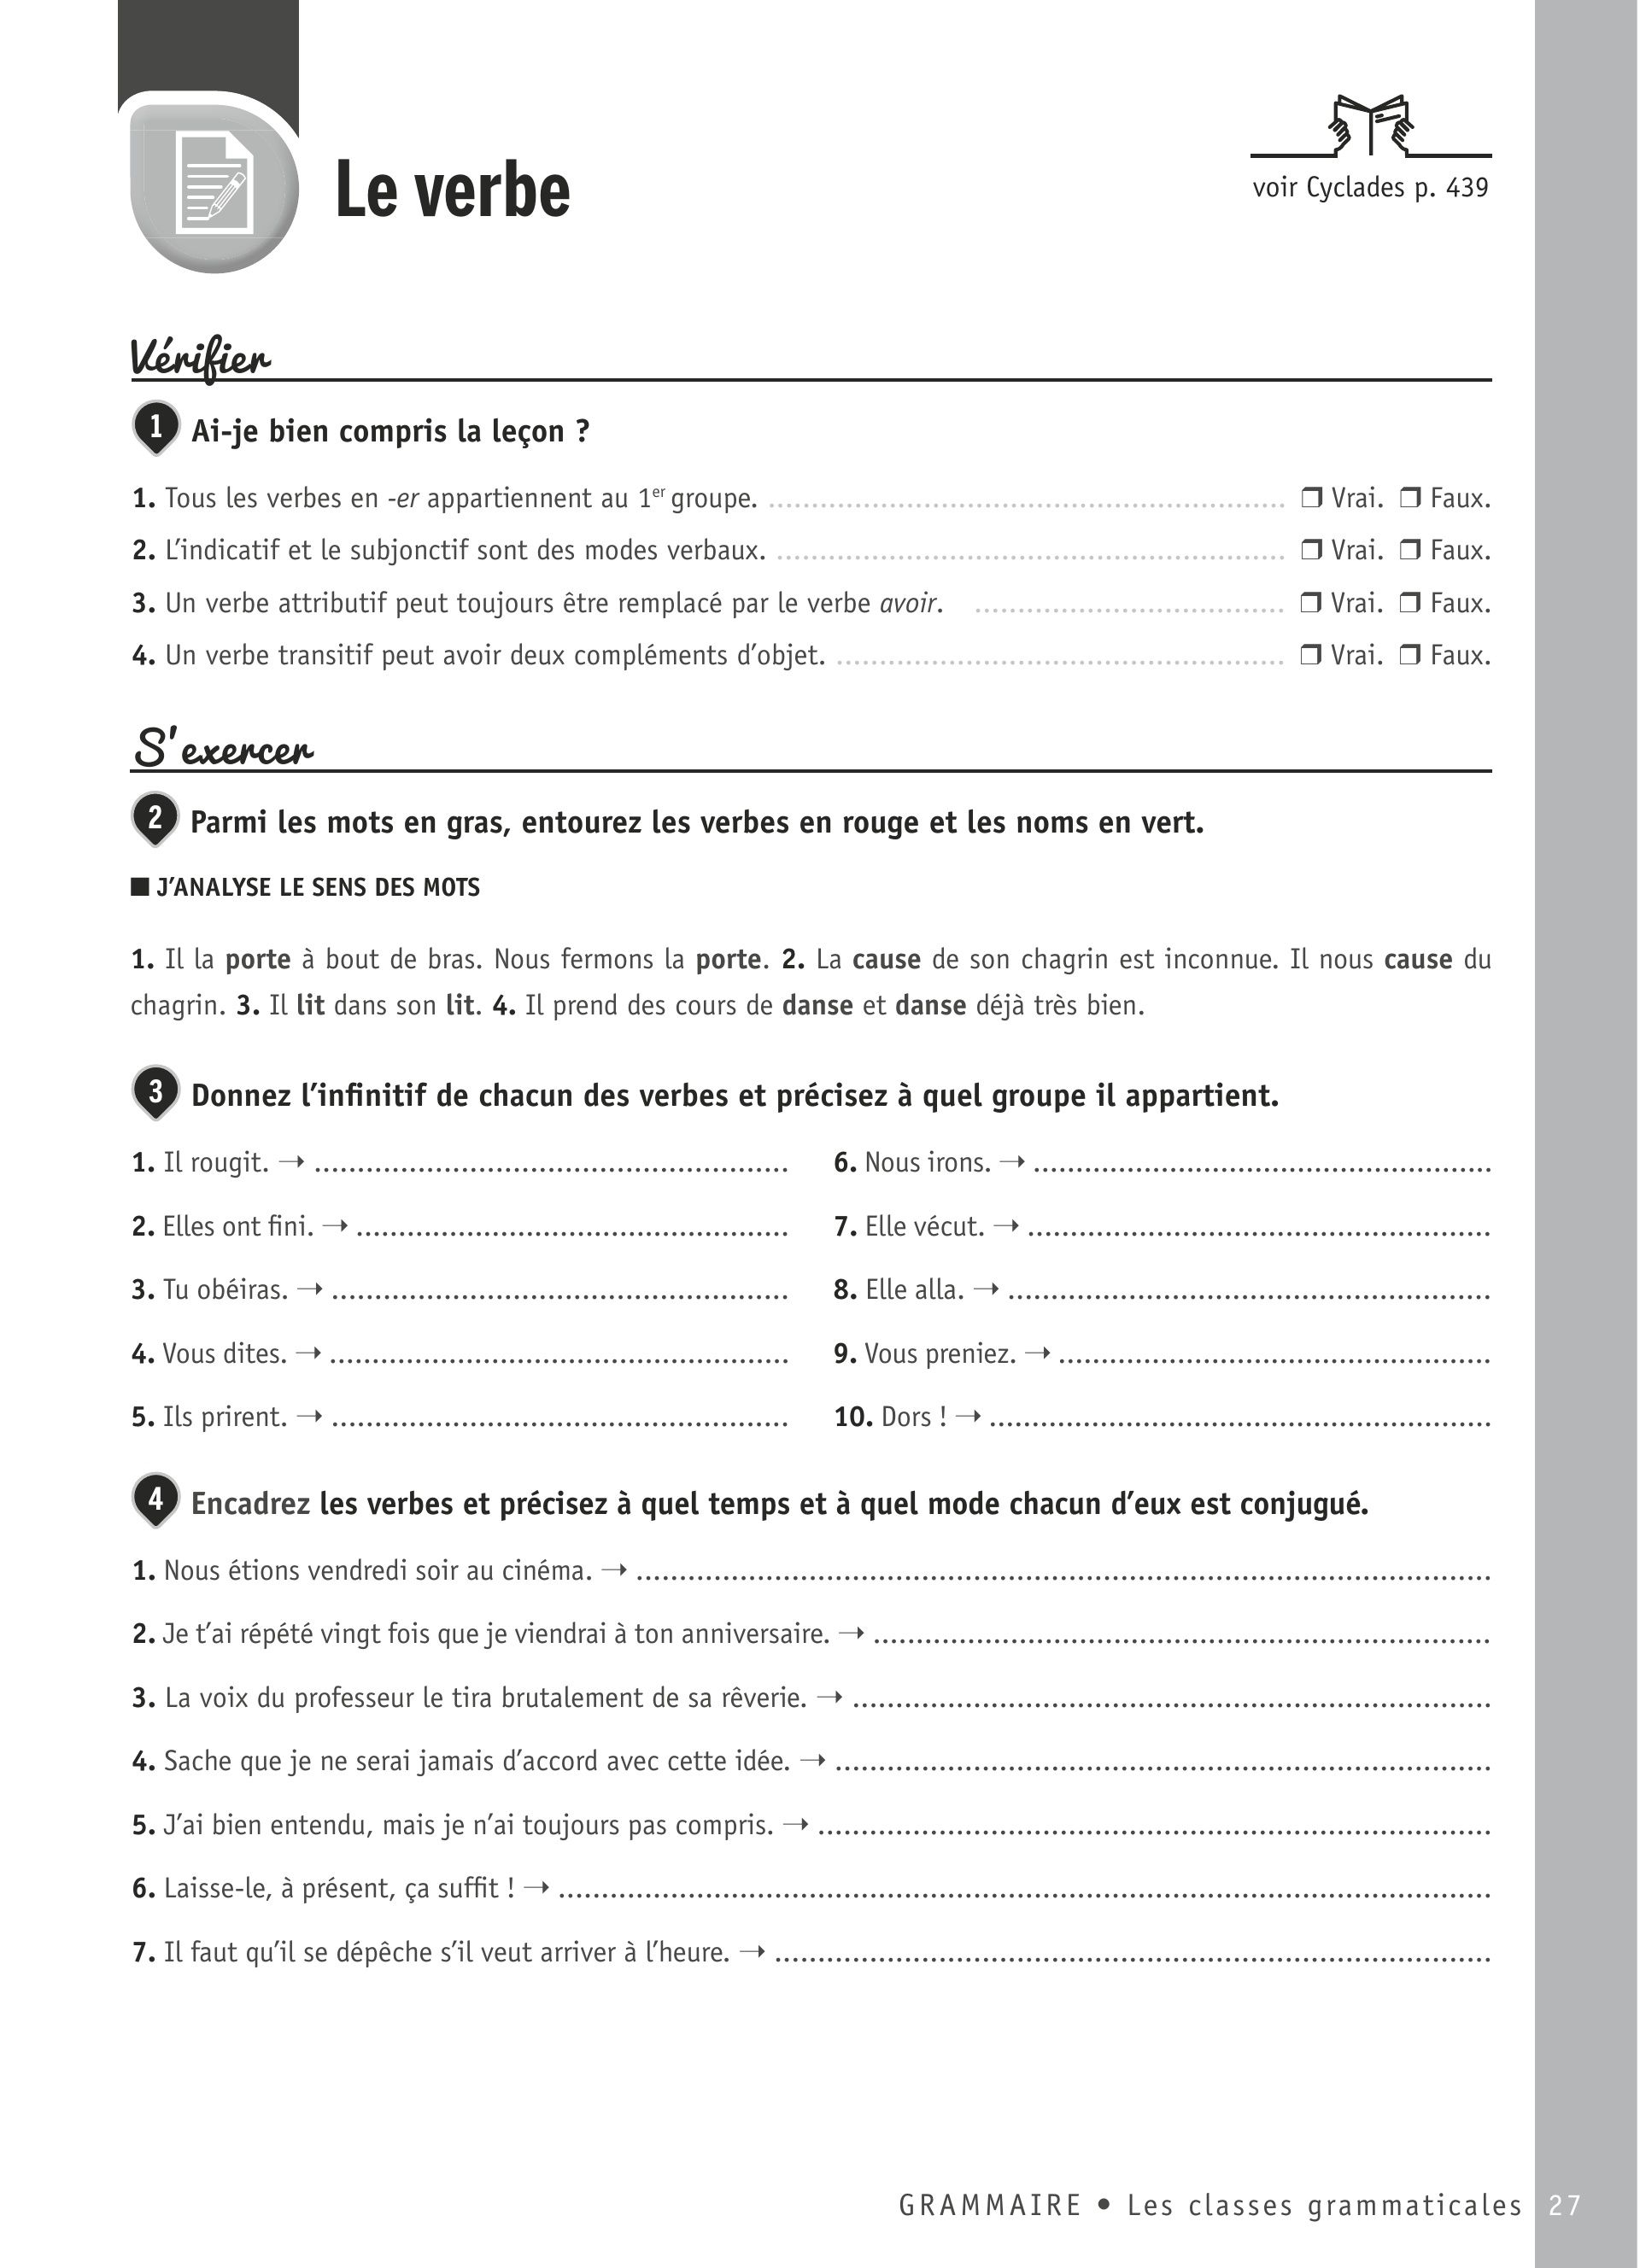 Le verbe
voir Cyclades p. 439
Vérifier
1 Ai-je bien compris la leçon ?
1. Tous les verbes en -er appartiennent au 1er groupe. ............................................................ ❒ Vrai. ❒ Faux.
2. L'indicatif et le subjonctif sont des modes verbaux. ........................................................... ❒ Vrai. ❒ Faux.
3. Un verbe attributif peut toujours être remplacé par le verbe avoir. .................................... ❒ Vrai. ❒ Faux.
4. Un verbe transitif peut avoir deux compléments d'objet. .................................................... ❒ Vrai. ❒ Faux.
S'exercer
2 Parmi les mots en gras, entourez les verbes en rouge et les noms en vert.
■ J'ANALYSE LE SENS DES MOTS
1. Il la porte à bout de bras. Nous fermons la porte. 2. La cause de son chagrin est inconnue. Il nous cause du
chagrin. 3. Il lit dans son lit. 4. Il prend des cours de danse et danse déjà très bien.
3 Donnez l'infinitif de chacun des verbes et précisez à quel groupe il appartient.
1. Il rougit. → ........................................................
2. Elles ont fini. → ...................................................
3. Tu obéiras. → ......................................................
4. Vous dites. → ......................................................
5. Ils prirent. → ......................................................
6. Nous irons. → ......................................................
7. Elle vécut. → .......................................................
8. Elle alla. → .........................................................
9. Vous preniez. → ...................................................
10. Dors ! → ...........................................................
4 Encadrez les verbes et précisez à quel temps et à quel mode chacun d'eux est conjugué.
1. Nous étions vendredi soir au cinéma. → ....................................................................................................
2. Je t'ai répété vingt fois que je viendrai à ton anniversaire. → ........................................................................
3. La voix du professeur le tira brutalement de sa rêverie. → ...........................................................................
4. Sache que je ne serai jamais d'accord avec cette idée. → .............................................................................
5. J'ai bien entendu, mais je n'ai toujours pas compris. → ...............................................................................
6. Laisse-le, à présent, ça suffit ! → .............................................................................................................
7. Il faut qu'il se dépêche s'il veut arriver à l'heure. → ....................................................................................
GRAMMAIRE • Les classes grammaticales 27